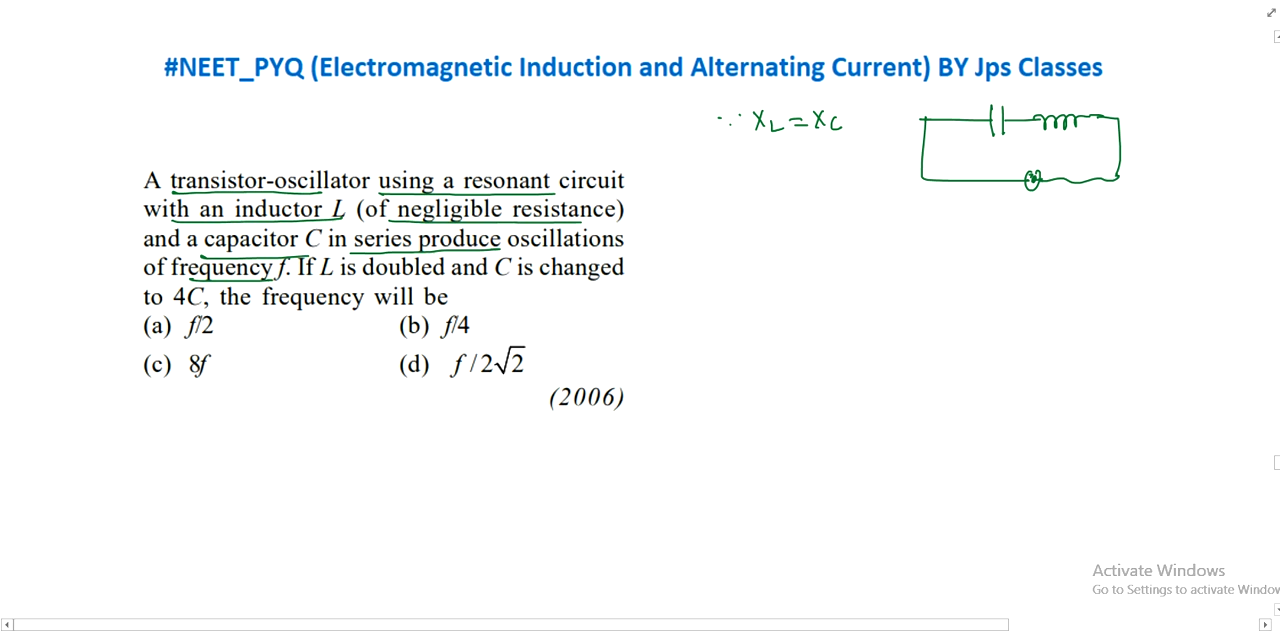 #NEET_PYQ (Electromagnetic Induction and Alternating Current) BY Jps Classes
∵ XL = XC
A transistor-oscillator using a resonant circuit
with an inductor L (of negligible resistance)
and a capacitor C in series produce oscillations
of frequency f. If L is doubled and C is changed
to 4C, the frequency will be
(a) f/2 (b) f/4
(c) 8f (d) f / 2√2
(2006)
Activate Windows
Go to Settings to activate Window